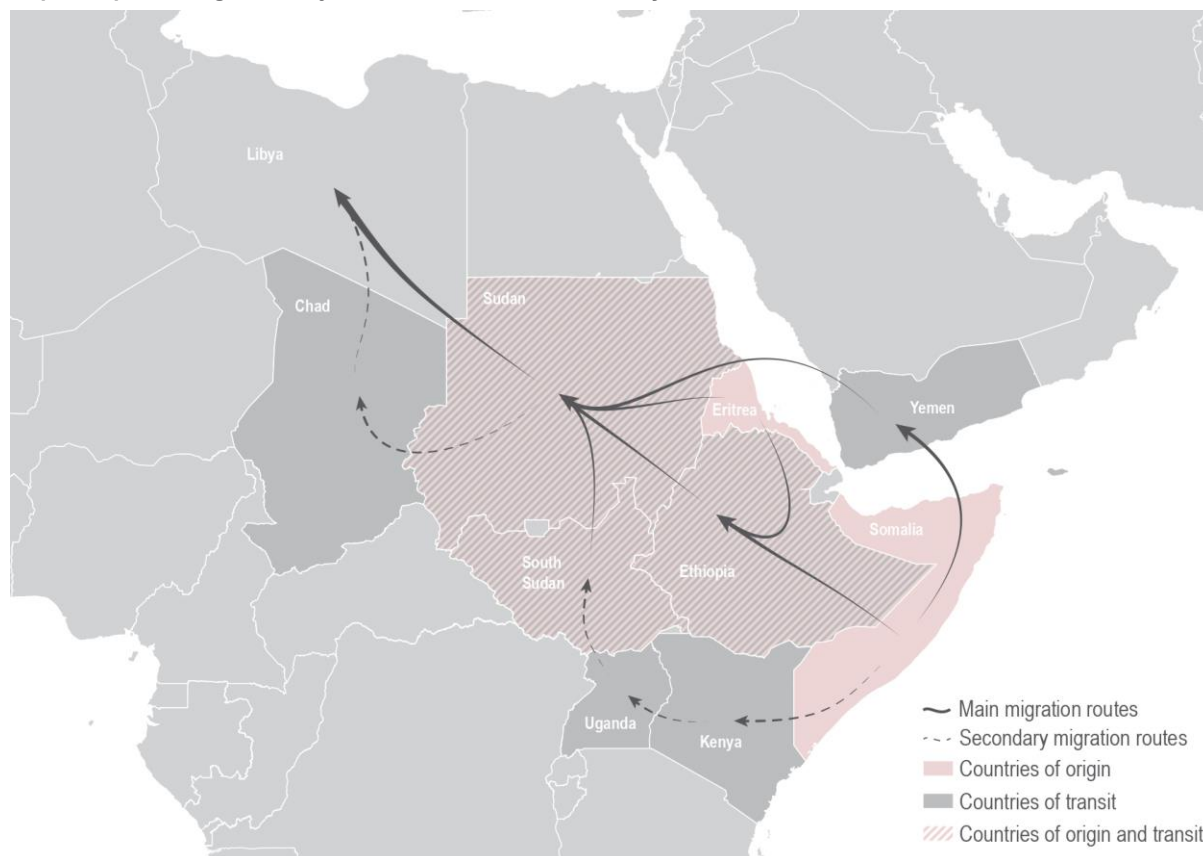 Libya
Chad
Sudan
Eritrea
Yemen
Somalia
South
Sudan
Ethiopia
Uganda
Kenya
Main migration routes
Secondary migration routes
Countries of origin
Countries of transit
Countries of origin and transit